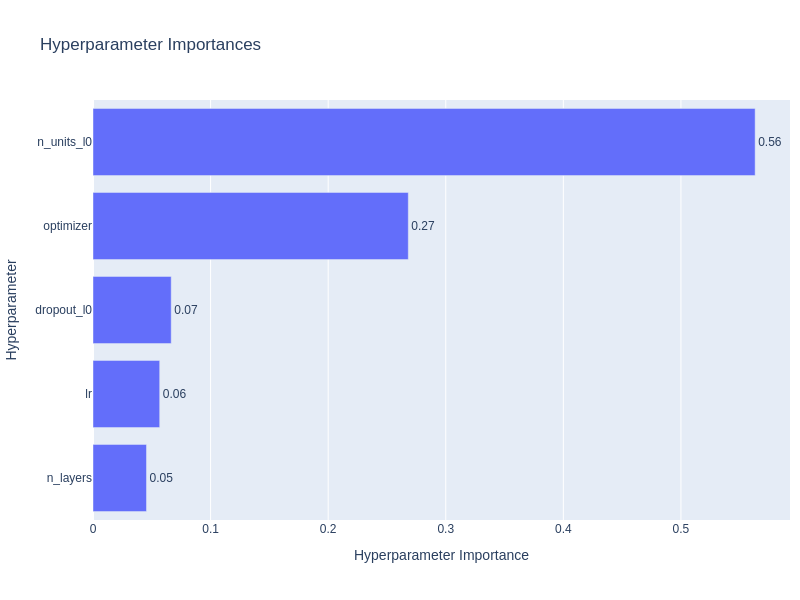 Hyperparameter Importances
n_units_l0
0.56
optimizer
0.27
dropout_l0
0.07
lr
0.06
n_layers
0.05
0
0.1
0.2
0.3
0.4
0.5
Hyperparameter Importance
Hyperparameter